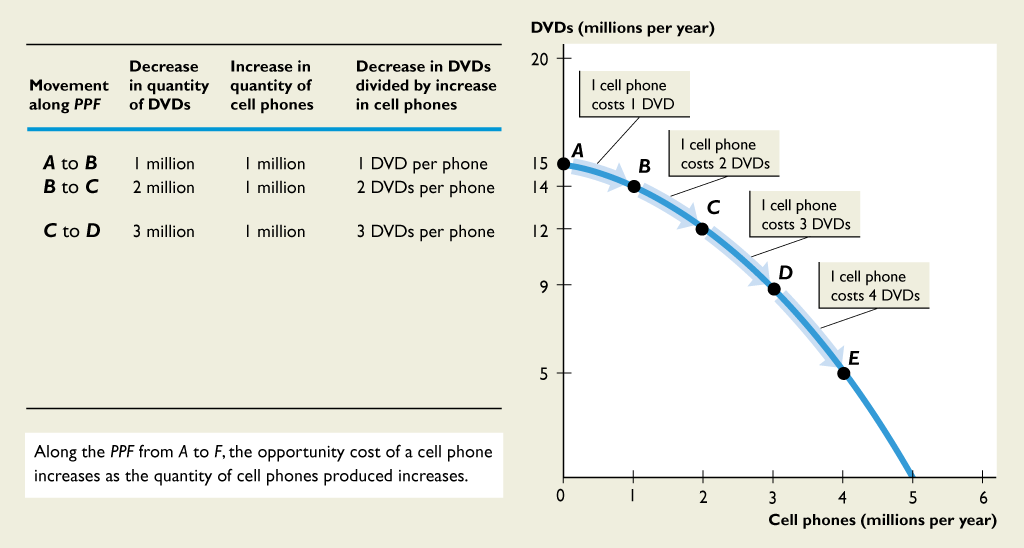 Movement
along PPF
Decrease
in quantity
of DVDs
Increase in
quantity of
cell phones
Decrease in DVDs
divided by increase
in cell phones
A to B 1 million 1 million 1 DVD per phone
B to C 2 million 1 million 2 DVDs per phone
C to D 3 million 1 million 3 DVDs per phone
Along the PPF from A to F, the opportunity cost of a cell phone
increases as the quantity of cell phones produced increases.
DVDs (millions per year)
20
15
14
12
9
5
1 cell phone
costs 1 DVD
1 cell phone
costs 2 DVDs
1 cell phone
costs 3 DVDs
1 cell phone
costs 4 DVDs
A
B
C
D
E
0 1 2 3 4 5 6
Cell phones (millions per year)